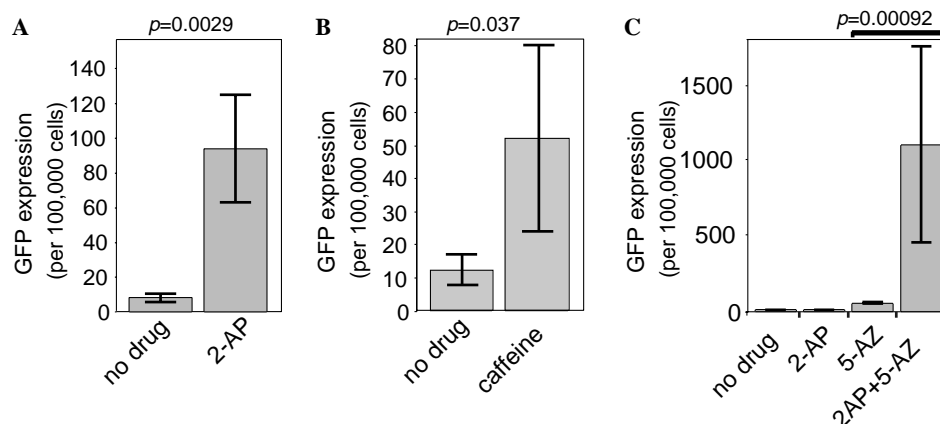 A
p=0.0029
GFP expression
(per 100,000 cells)
140
120
100
80
60
40
20
0
no drug
2-AP
B
p=0.037
GFP expression
(per 100,000 cells)
80
70
60
50
40
30
20
10
0
no drug
caffeine
C
p=0.00092
GFP expression
(per 100,000 cells)
1500
1000
500
0
no drug
2-AP
5-AZ
2AP+5-AZ